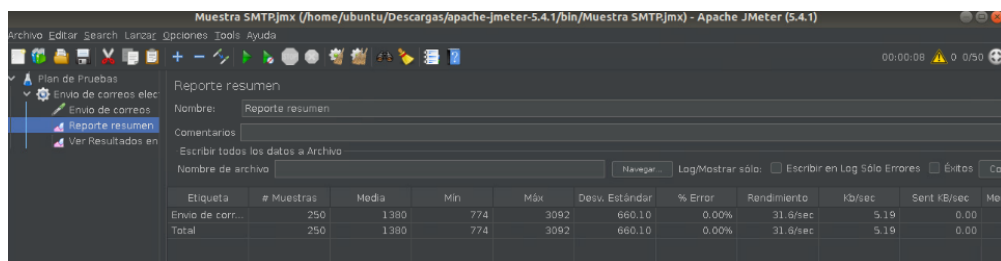 Muestra SMTP.jmx (/home/ubuntu/Descargas/apache-jmeter-5.4.1/bin/Muestra SMTP.jmx) - Apache JMeter (5.4.1)
Archivo Editar Search Lanzar Opciones Tools Ayuda
00:00:08 0 0/50
Plan de Pruebas
Envio de correos elec
Envio de correos
Reporte resumen
Ver Resultados en
Reporte resumen
Nombre: Reporte resumen
Comentarios
Escribir todos los datos a Archivo
Nombre de archivo Navegar... Log/Mostrar sólo: Escribir en Log Sólo Errores Éxitos Co
Etiqueta # Muestras Media Mín Máx Desv. Estándar % Error Rendimiento Kb/sec Sent KB/sec Me
Envio de corr... 250 1380 774 3092 660.10 0.00% 31.6/sec 5.19 0.00
Total 250 1380 774 3092 660.10 0.00% 31.6/sec 5.19 0.00